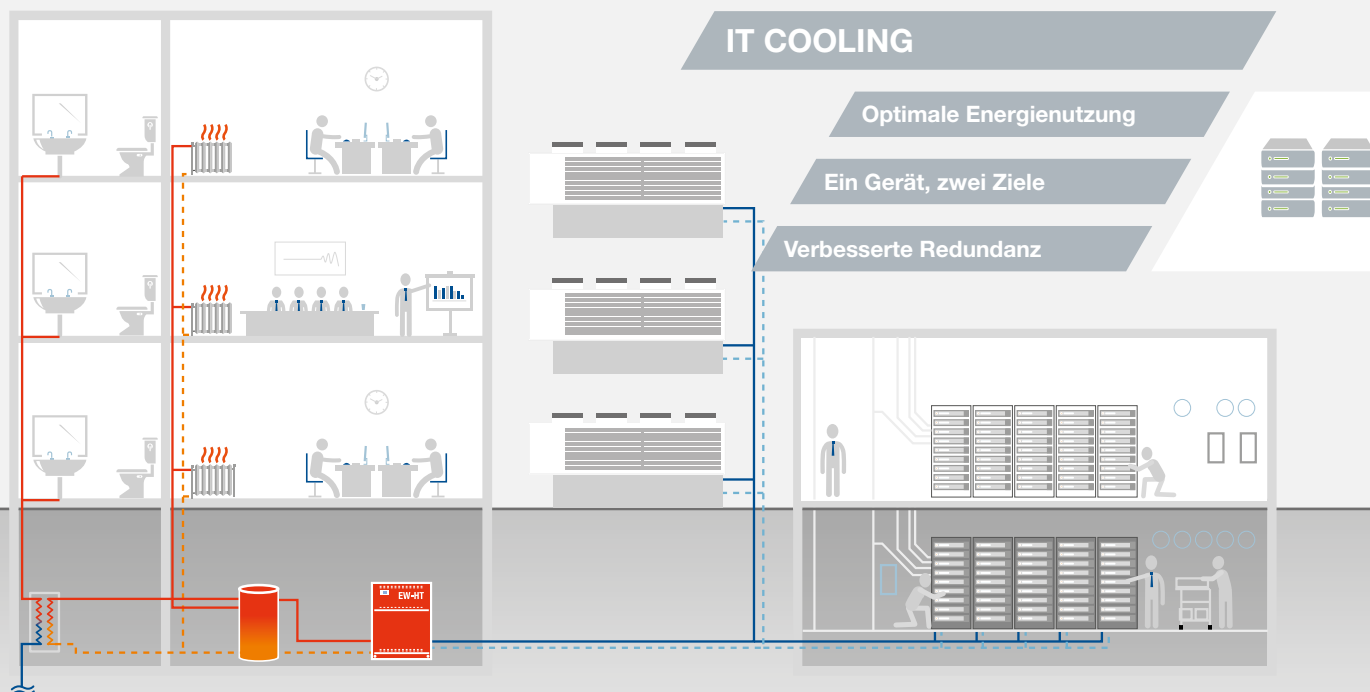 IT COOLING
Optimale Energienutzung
Ein Gerät, zwei Ziele
Verbesserte Redundanz
EW-HT